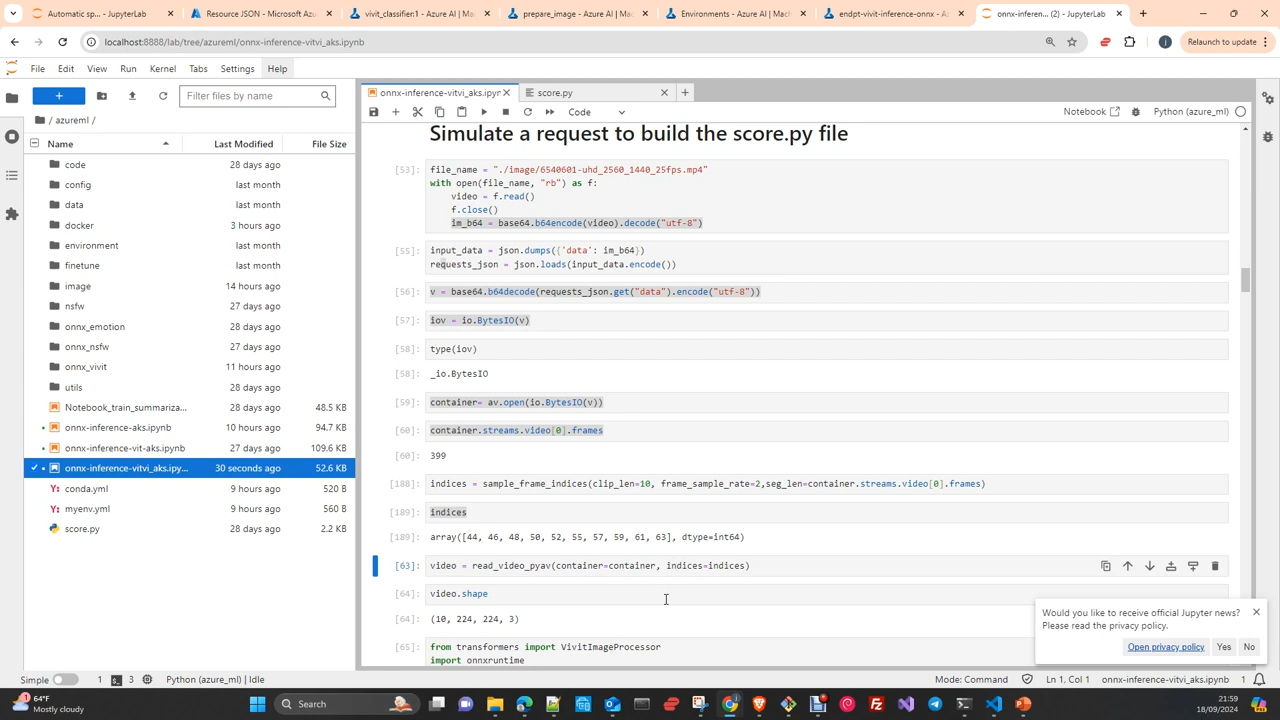 Automatic sp... - JupyterLab
Resource JSON - Microsoft Azu
vivit_classifier:1 - Azure AI | M
prepare_image - Azure AI | Mac
Environments - Azure AI | Mach
endpt-vivit-inference-onnx - A
onnx-inferen... (2) - JupyterLab
localhost:8888/lab/tree/azureml/onnx-inference-vitvi_aks.ipynb
Relaunch to update
File Edit View Run Kernel Tabs Settings Help
Filter files by name
/ azureml /
Name Last Modified File Size
code 28 days ago
config last month
data last month
docker 3 hours ago
environment last month
finetune last month
image 14 hours ago
nsfw 27 days ago
onnx_emotion 28 days ago
onnx_nsfw 27 days ago
onnx_vivit 11 hours ago
utils 28 days ago
Notebook_train_summariza... 28 days ago 48.5 KB
onnx-inference-aks.ipynb 10 hours ago 94.7 KB
onnx-inference-vit-aks.ipynb 27 days ago 109.6 KB
onnx-inference-vitvi_aks.ipy... 30 seconds ago 52.6 KB
conda.yml 9 hours ago 520 B
myenv.yml 9 hours ago 560 B
score.py 28 days ago 2.2 KB
onnx-inference-vitvi_aks.ipyr
score.py
Code
Notebook
Python (azure_ml)
Simulate a request to build the score.py file
[53]: file_name = "./image/6540601-uhd_2560_1440_25fps.mp4"
with open(file_name, "rb") as f:
video = f.read()
f.close()
im_b64 = base64.b64encode(video).decode("utf-8")
[55]: input_data = json.dumps({'data': im_b64})
requests_json = json.loads(input_data.encode())
[56]: v = base64.b64decode(requests_json.get("data").encode("utf-8"))
[57]: iov = io.BytesIO(v)
[58]: type(iov)
[58]: _io.BytesIO
[59]: container= av.open(io.BytesIO(v))
[60]: container.streams.video[0].frames
[60]: 399
[188]: indices = sample_frame_indices(clip_len=10, frame_sample_rate=2,seg_len=container.streams.video[0].frames)
[189]: indices
[189]: array([44, 46, 48, 50, 52, 55, 57, 59, 61, 63], dtype=int64)
[63]: video = read_video_pyav(container=container, indices=indices)
[64]: video.shape
[64]: (10, 224, 224, 3)
[65]: from transformers import VivitImageProcessor
import onnxruntime
Would you like to receive official Jupyter news?
Please read the privacy policy.
Open privacy policy Yes No
Simple 1 3 Python (azure_ml) | Idle
Mode: Command Ln 1, Col 1 onnx-inference-vitvi_aks.ipynb 1
64°F
Mostly cloudy
Search
21:59
18/09/2024